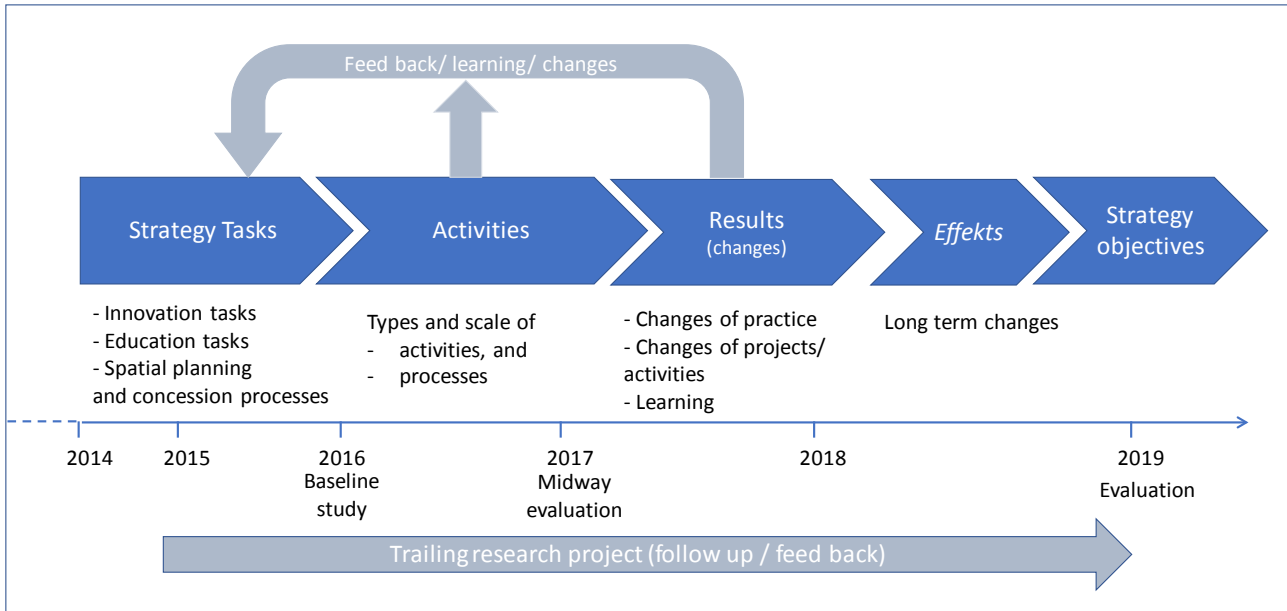 Feed back/ learning/ changes
Strategy Tasks
Activities
Results
(changes)
Effekts
Strategy
objectives
- Innovation tasks
- Education tasks
- Spatial planning
and concession processes
Types and scale of
- activities, and
- processes
- Changes of practice
- Changes of projects/
activities
- Learning
Long term changes
2014
2015
2016
Baseline
study
2017
Midway
evaluation
2018
2019
Evaluation
Trailing research project (follow up / feed back)